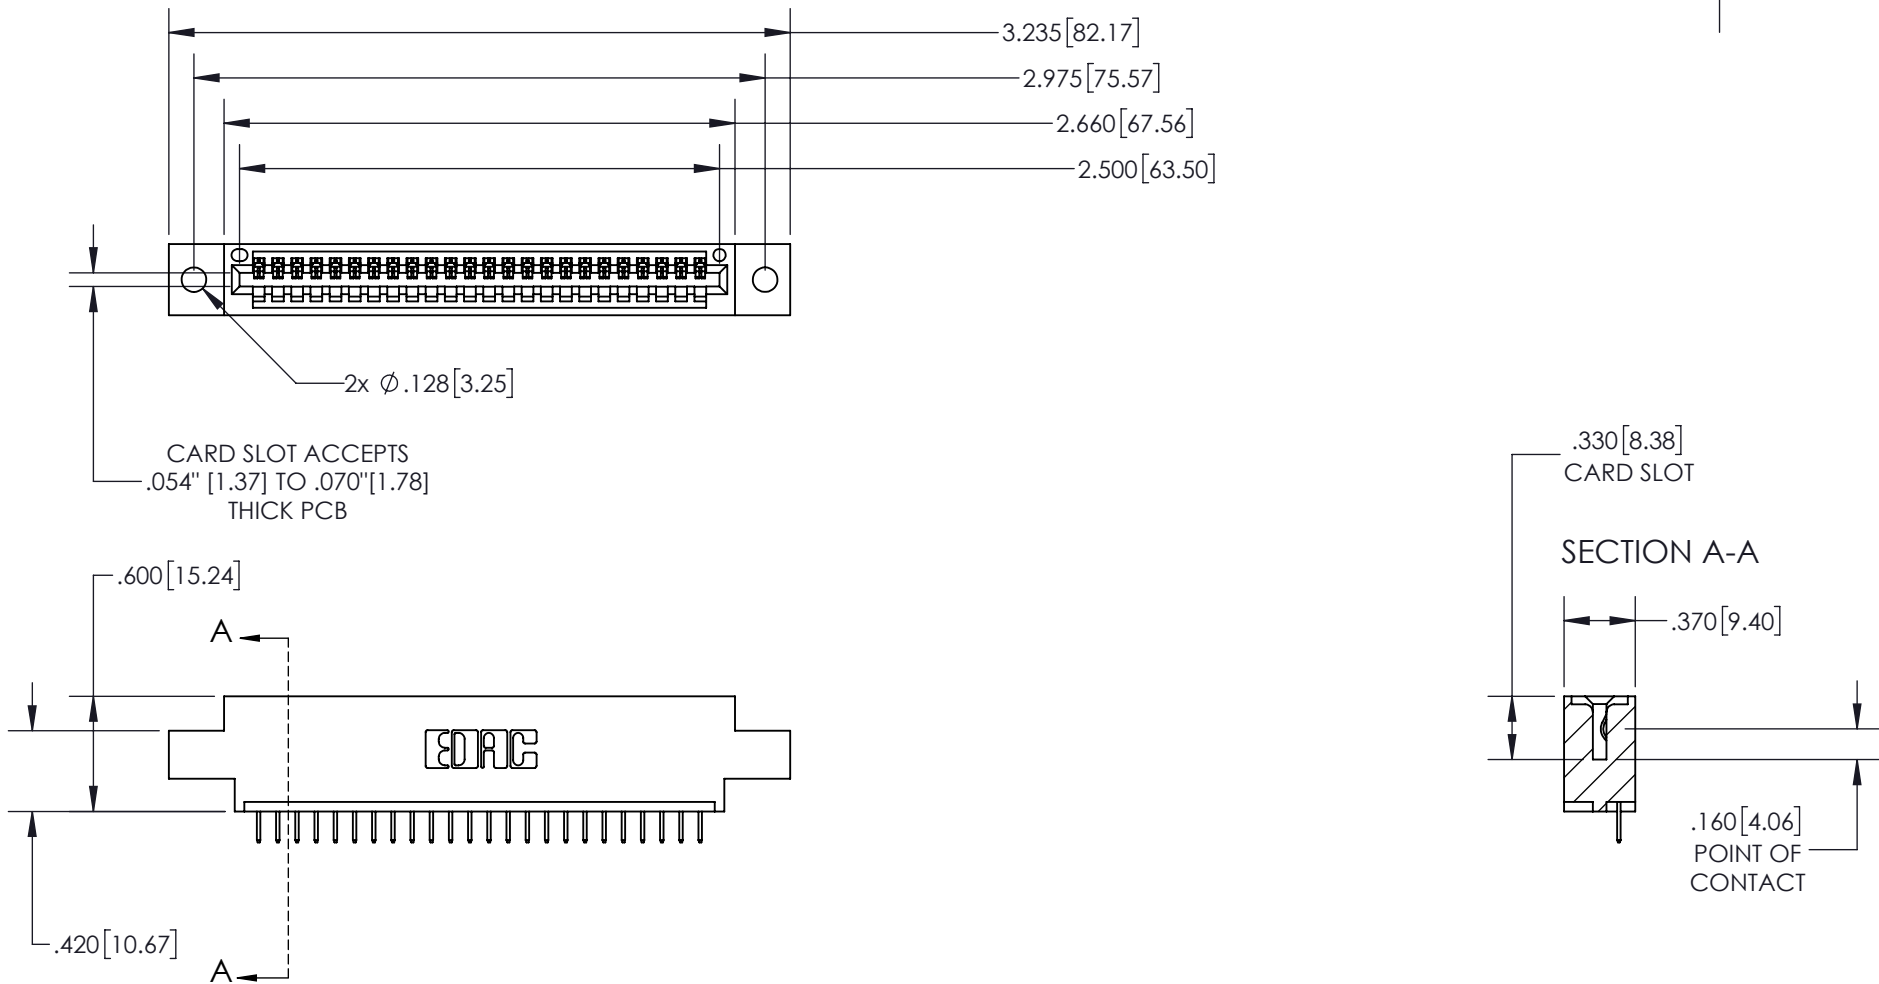 3.235[82.17]
2.975[75.57]
2.660[67.56]
2.500[63.50]
2x Ø.128[3.25]
CARD SLOT ACCEPTS
.054" [1.37] TO .070"[1.78]
THICK PCB
.330[8.38]
CARD SLOT
SECTION A-A
.600[15.24]
.370[9.40]
A
EDAC
.160[4.06]
POINT OF
CONTACT
.420[10.67]
A